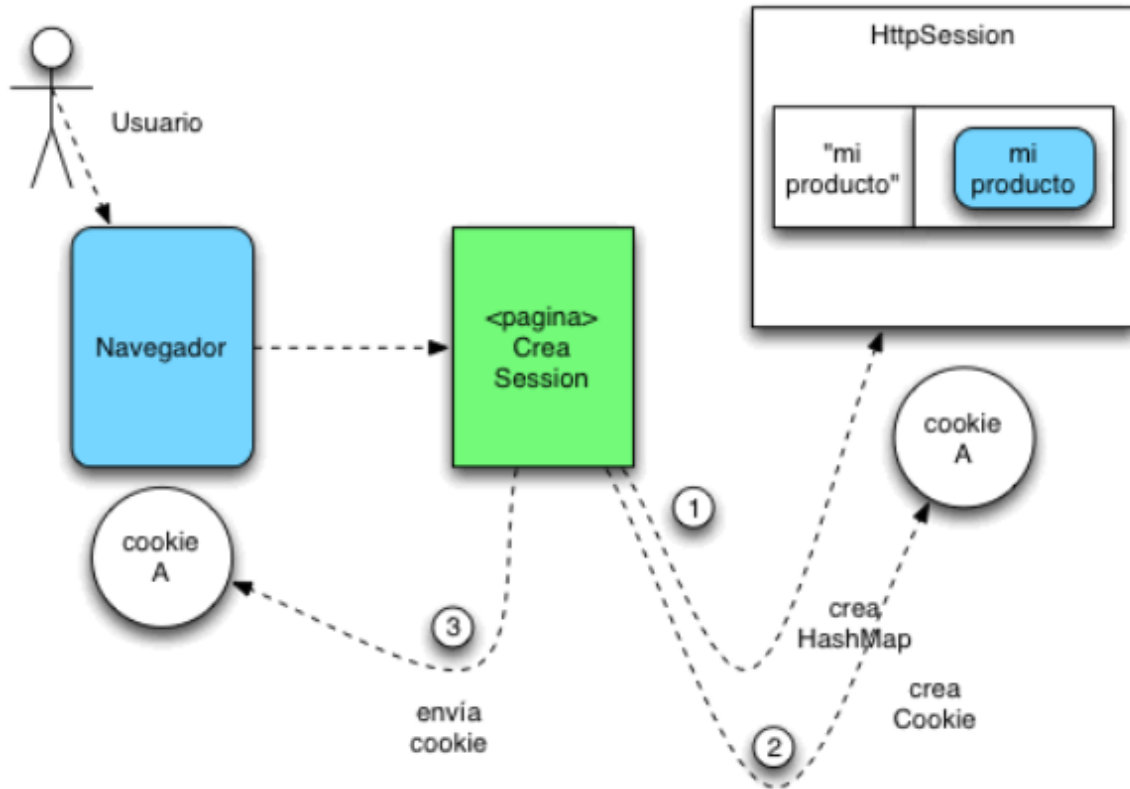 HttpSession
Usuario
"mi
producto"
mi
producto
Navegador
<pagina>
Crea
Session
cookie
A
cookie
A
1
3
crea
HashMap
envía
cookie
crea
Cookie
2